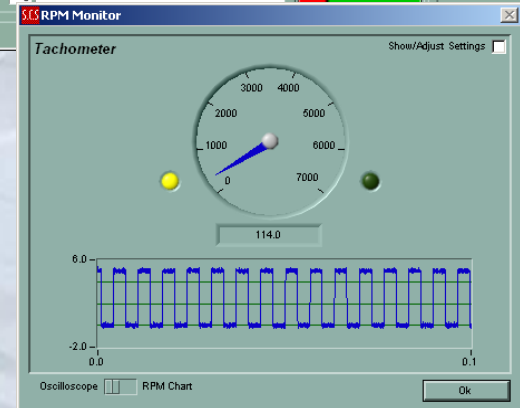 S.CS RPM Monitor
Tachometer
Show/Adjust Settings
3000 4000
2000 5000
1000 6000
0 7000
114.0
6.0
-2.0
0.0 0.1
Oscilloscope RPM Chart
Ok